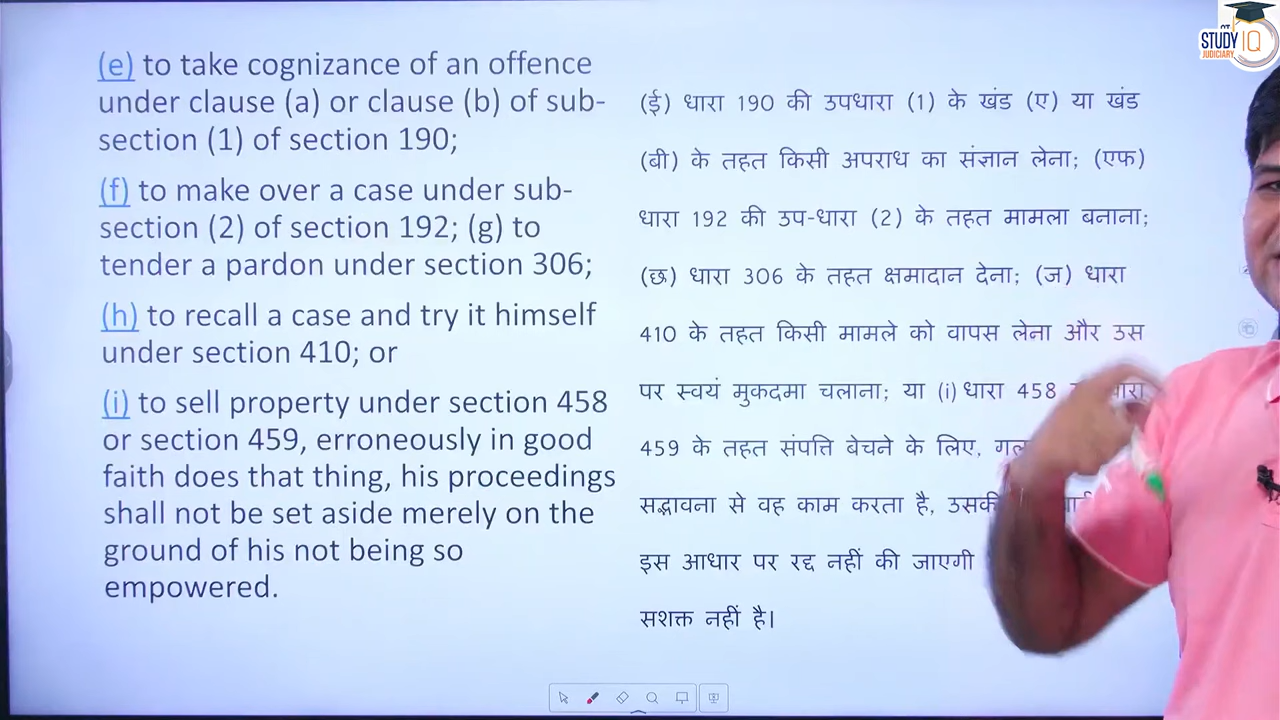 (e) to take cognizance of an offence
under clause (a) or clause (b) of sub-
section (1) of section 190;
(f) to make over a case under sub-
section (2) of section 192; (g) to
tender a pardon under section 306;
(h) to recall a case and try it himself
under section 410; or
(i) to sell property under section 458
or section 459, erroneously in good
faith does that thing, his proceedings
shall not be set aside merely on the
ground of his not being so
empowered.
(ई) धारा 190 की उपधारा (1) के खंड (ए) या खंड
(बी) के तहत किसी अपराध का संज्ञान लेना; (एफ)
धारा 192 की उप-धारा (2) के तहत मामला बनाना;
(छ) धारा 306 के तहत क्षमादान देना; (ज) धारा
410 के तहत किसी मामले को वापस लेना और उस
पर स्वयं मुकदमा चलाना; या (i) धारा 458
459 के तहत संपत्ति बेचने के लिए,
सद्भावना से वह काम करता है,
इस आधार पर रद्द नहीं की जाएगी
सशक्त नहीं है।
STUDY IQ
JUDICIARY